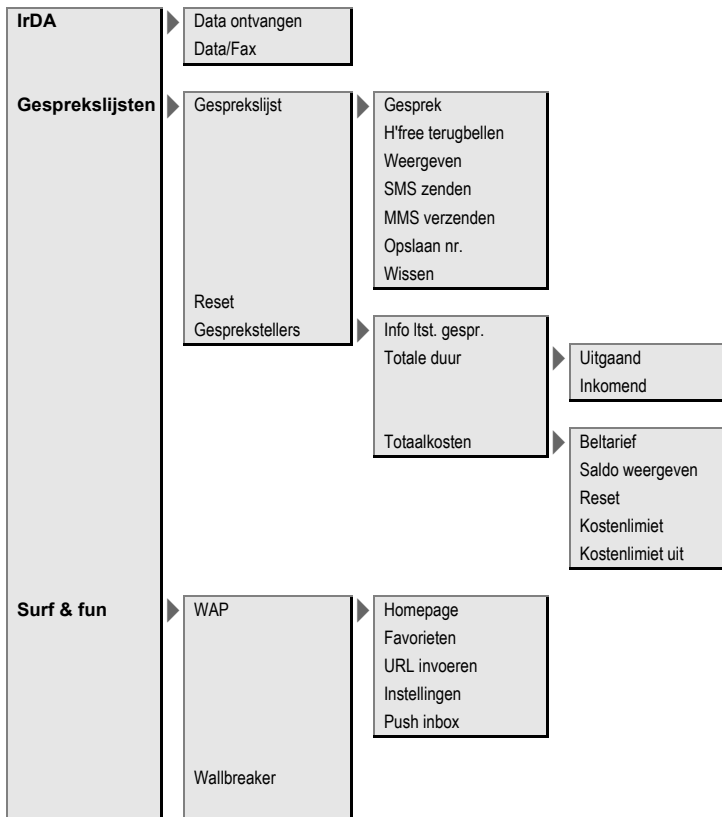 IrDA
Data ontvangen
Data/Fax
Gesprekslijsten
Gesprekslijst
Gesprek
H'free terugbellen
Weergeven
SMS zenden
MMS verzenden
Opslaan nr.
Wissen
Reset
Gesprekstellers
Info ltst. gespr.
Totale duur
Uitgaand
Inkomend
Totaalkosten
Beltarief
Saldo weergeven
Reset
Kostenlimiet
Kostenlimiet uit
Surf & fun
WAP
Homepage
Favorieten
URL invoeren
Instellingen
Push inbox
Wallbreaker